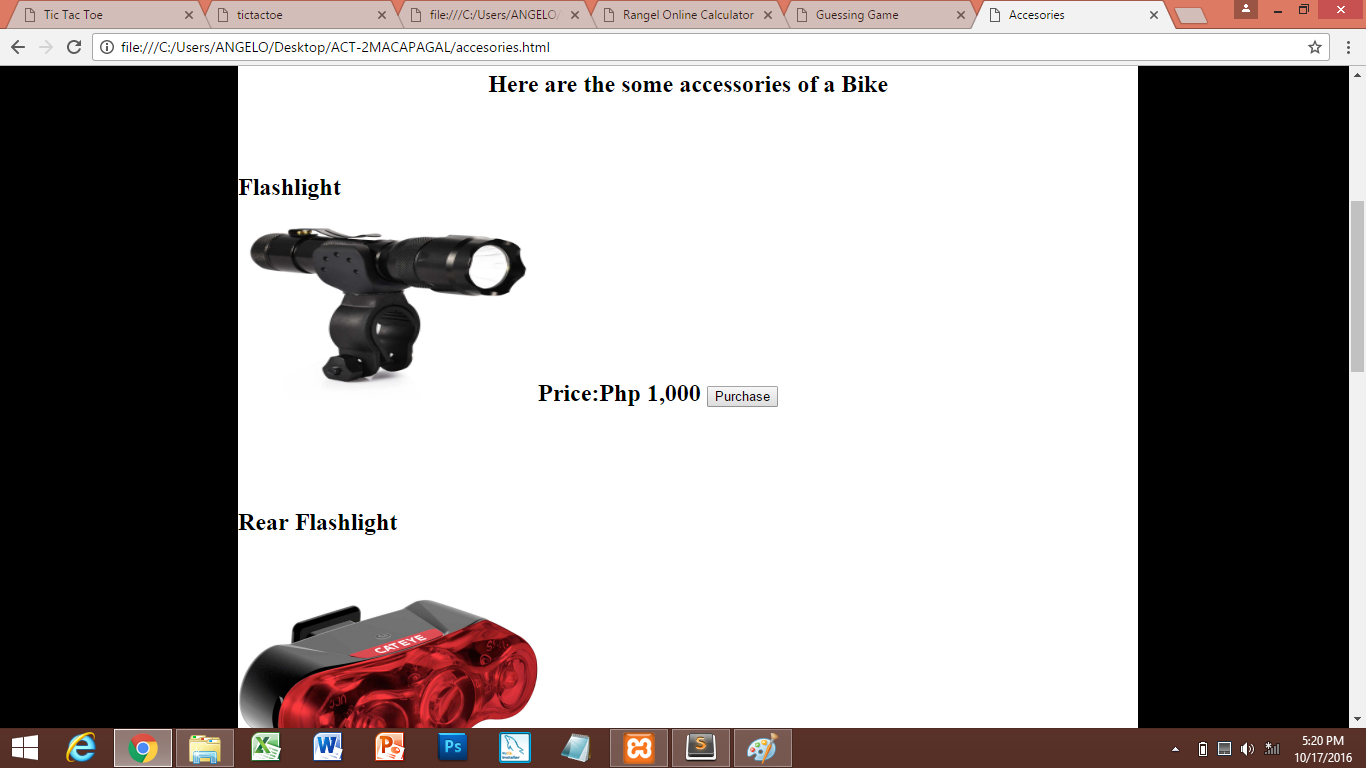 Tic Tac Toe
tictactoe
file:///C:/Users/ANGELO/
Rangel Online Calculator
Guessing Game
Accesories
file:///C:/Users/ANGELO/Desktop/ACT-2MACAPAGAL/accesories.html
Here are the some accessories of a Bike
Flashlight
Price:Php 1,000 Purchase
Rear Flashlight
CATEYE
Ps
5:20 PM
10/17/2016